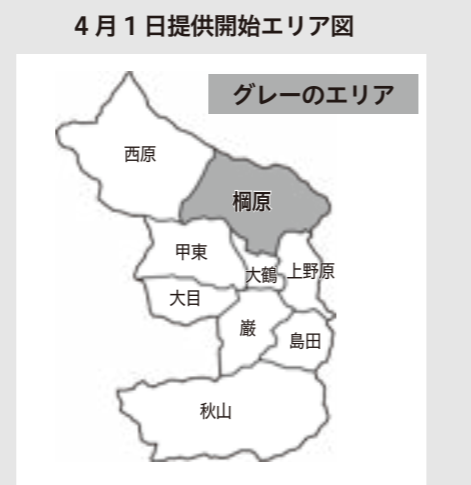 4月1日提供開始エリア図
グレーのエリア
西原
棡原
甲東
大鶴
上野原
大目
巌
島田
秋山